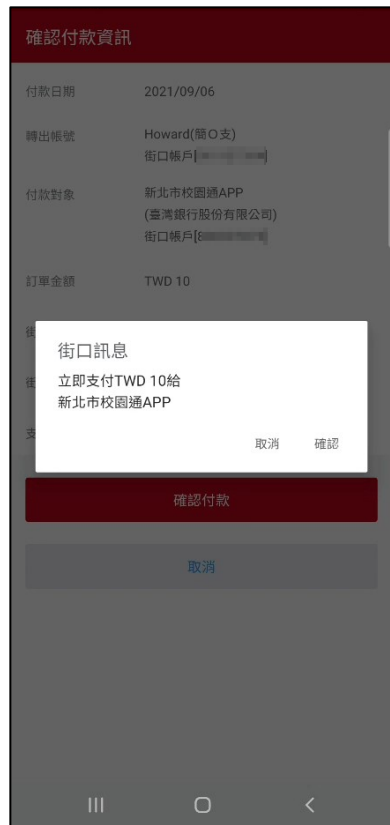 確認付款資訊
付款日期 2021/09/06
轉出帳號 Howard(簡O支)
街口帳戶[
付款對象 新北市校園通APP
(臺灣銀行股份有限公司)
街口帳戶[8
訂單金額 TWD 10
街口訊息
立即支付TWD 10給
新北市校園通APP
取消 確認
確認付款
取消